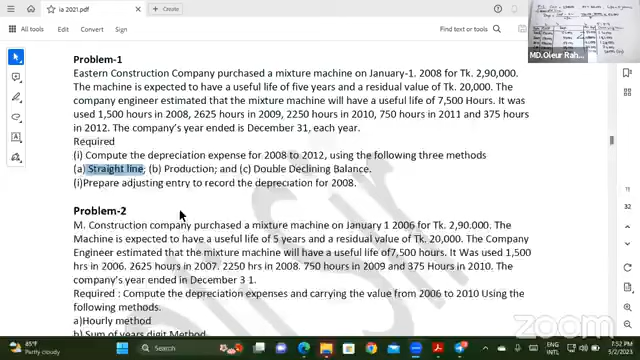 ia 2021.pdf
+ Create
Sign in
All tools
Edit
Convert
Sign
Find text or tools
MD.Oleur Rah...
Problem-1
Eastern Construction Company purchased a mixture machine on January-1. 2008 for Tk. 2,90,000.
The machine is expected to have a useful life of five years and a residual value of Tk. 20,000. The
company engineer estimated that the mixture machine will have a useful life of 7,500 Hours. It was
used 1,500 hours in 2008, 2625 hours in 2009, 2250 hours in 2010, 750 hours in 2011 and 375 hours
in 2012. The company's year ended is December 31, each year.
Required
(i) Compute the depreciation expense for 2008 to 2012, using the following three methods
(a) Straight line; (b) Production; and (c) Double Declining Balance.
(i)Prepare adjusting entry to record the depreciation for 2008.
Problem-2
M. Construction company purchased a mixture machine on January 1 2006 for Tk. 2,90.000.
The Machine is expected to have a useful life of 5 years and a residual value of Tk. 20,000. The Company
Engineer estimated that the mixture machine will have a useful life of7,500 hours. It Was used 1,500
hrs in 2006. 2625 hours in 2007. 2250 hrs in 2008. 750 hours in 2009 and 375 Hours in 2010. The
company's year ended in December 3 1.
Required : Compute the depreciation expenses and carrying the value from 2006 to 2010 Using the
following methods.
a)Hourly method
b) Sum of years digit Method
32
zoom
85°F
Partly cloudy
Search
ENG
INTL
7:52 PM
5/2/2023